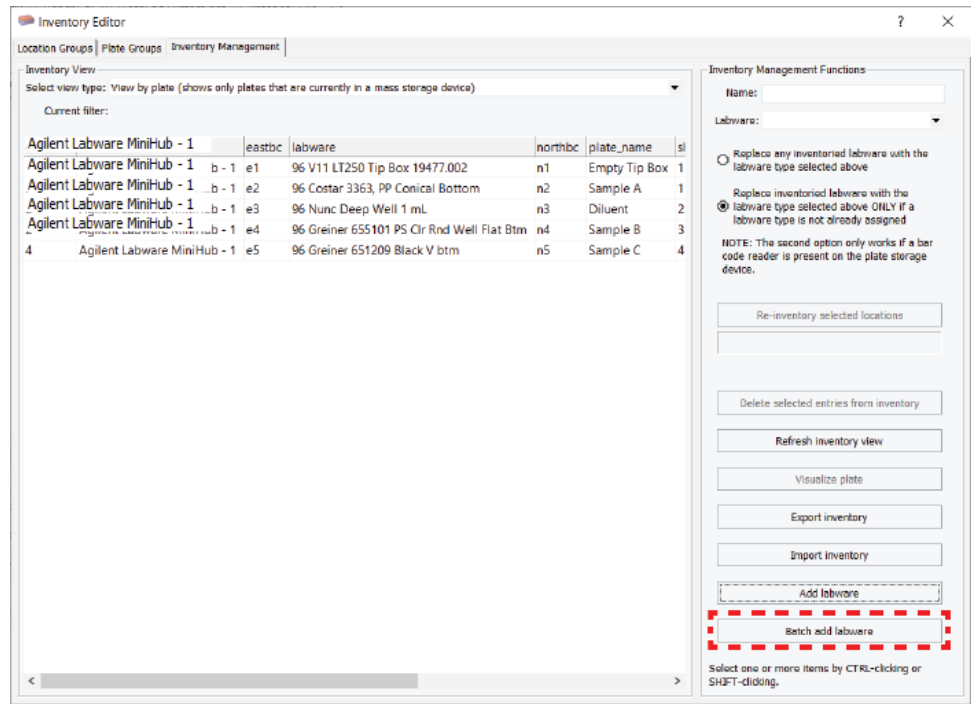 Inventory Editor
? ×
Location Groups Plate Groups Inventory Management
Inventory View
Select view type: View by plate (shows only plates that are currently in a mass storage device)
Current filter:
Agilent Labware MiniHub - 1 eastbc labware northbc plate_name sl
Agilent Labware MiniHub - 1 b - 1 e1 96 V11 LT250 Tip Box 19477.002 n1 Empty Tip Box 1
Agilent Labware MiniHub - 1 b - 1 e2 96 Costar 3363, PP Conical Bottom n2 Sample A 1
Agilent Labware MiniHub - 1 b - 1 e3 96 Nunc Deep Well 1 mL n3 Diluent 2
Agilent Labware MiniHub - 1 b - 1 e4 96 Greiner 655101 PS Clr Rnd Well Flat Btm n4 Sample B 3
4 Agilent Labware MiniHub - 1 e5 96 Greiner 651209 Black V btm n5 Sample C 4
Inventory Management Functions
Name:
Labware:
Replace any inventoried labware with the
labware type selected above
Replace inventoried labware with the
labware type selected above ONLY if a
labware type is not already assigned
NOTE: The second option only works if a bar
code reader is present on the plate storage
device.
Re-inventory selected locations
Delete selected entries from inventory
Refresh inventory view
Visualize plate
Export inventory
Import inventory
Add labware
Batch add labware
Select one or more items by CTRL-clicking or
SHIFT-clicking.